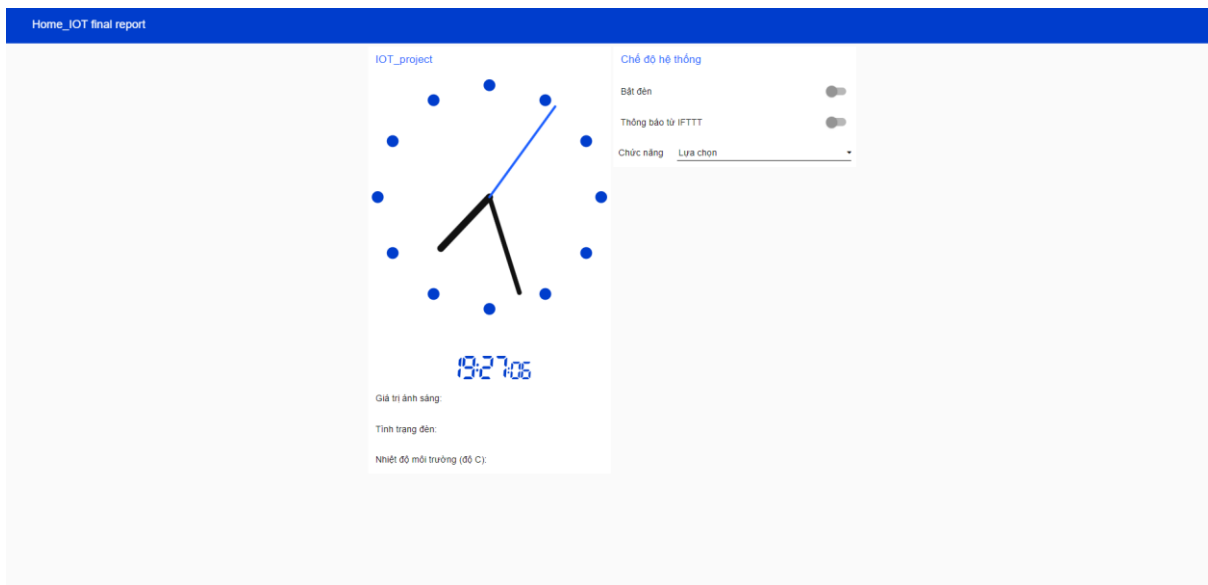 Home_IOT final report
IOT_project
19:27:06
Giá trị ánh sáng:
Tình trạng đèn:
Nhiệt độ môi trường (độ C):
Chế độ hệ thống
Bật đèn
Thông báo từ IFTTT
Chức năng Lựa chọn